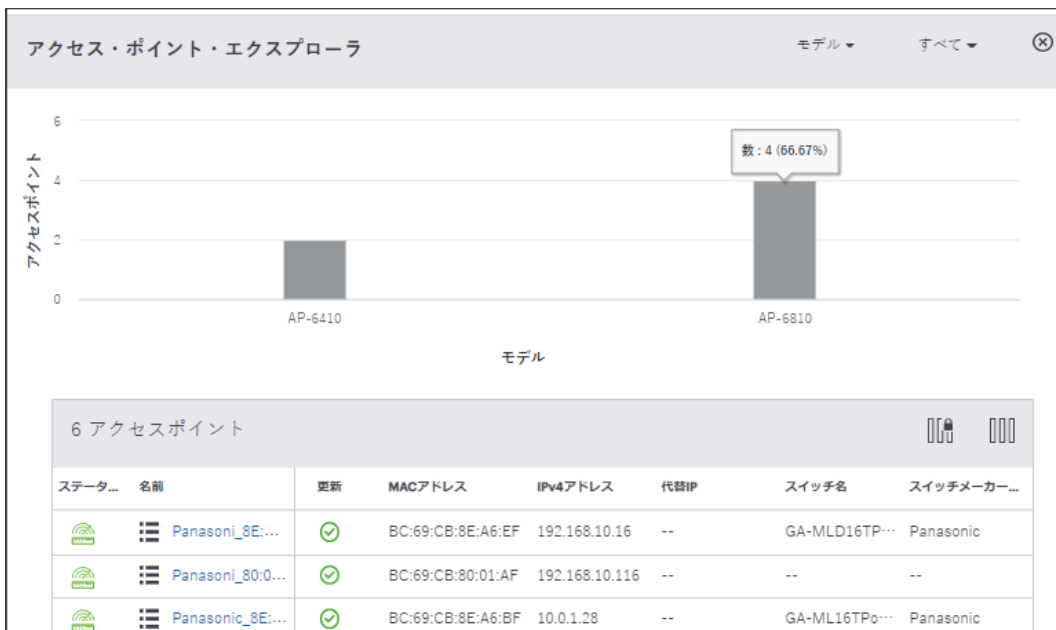 アクセス・ポイント・エクスプローラ モデル すべて
6
数 : 4 (66.67%)
4
2
0
アクセスポイント
AP-6410 AP-6810
モデル
6 アクセスポイント
ステータ... 名前 更新 MACアドレス IPv4アドレス 代替IP スイッチ名 スイッチメーカー...
Panasoni_8E:... BC:69:CB:8E:A6:EF 192.168.10.16 -- GA-MLD16TP... Panasonic
Panasoni_80:0... BC:69:CB:80:01:AF 192.168.10.116 -- -- --
Panasonic_8E:... BC:69:CB:8E:A6:BF 10.0.1.28 -- GA-ML16TPo... Panasonic